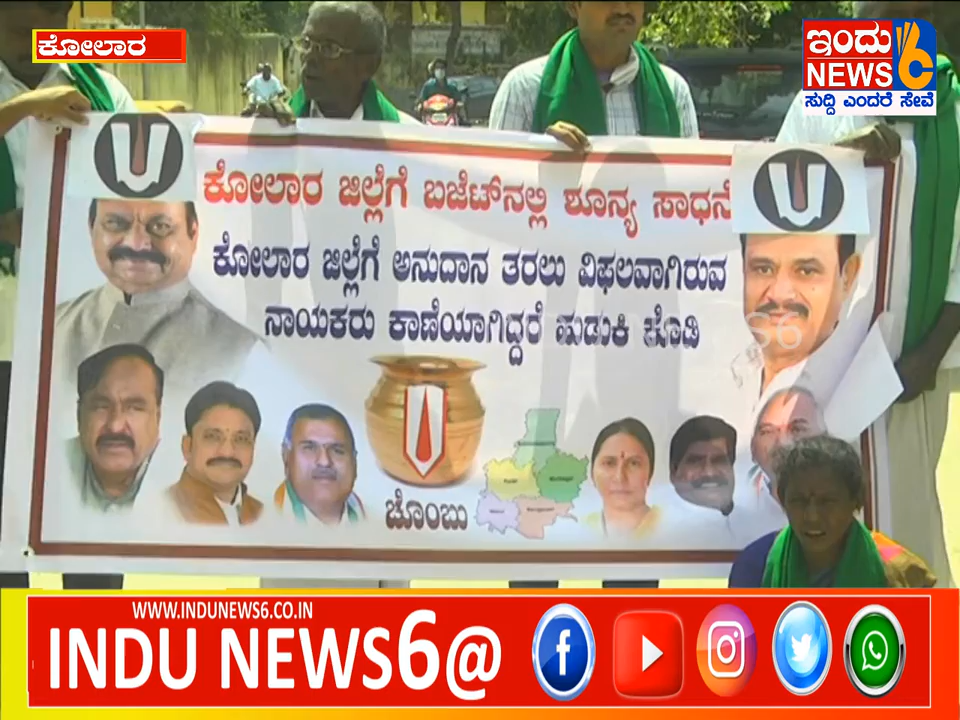 ಕೋಲಾರ
ಇಂದು
NEWS 6
ಸುದ್ದಿ ಎಂದರೆ ಸೇವೆ
ಕೋಲಾರ ಜಿಲ್ಲೆಗೆ ಬಜೆಟ್‌ನಲ್ಲಿ ಶೂನ್ಯ ಸಾಧನೆ
ಕೋಲಾರ ಜಿಲ್ಲೆಗೆ ಅನುದಾನ ತರಲು ವಿಫಲವಾಗಿರುವ
ನಾಯಕರು ಕಾಣೆಯಾಗಿದ್ದರೆ ಹುಡುಕಿ ಕೊಡಿ
ಚೊಂಬು
WWW.INDUNEWS6.CO.IN
INDU NEWS6@